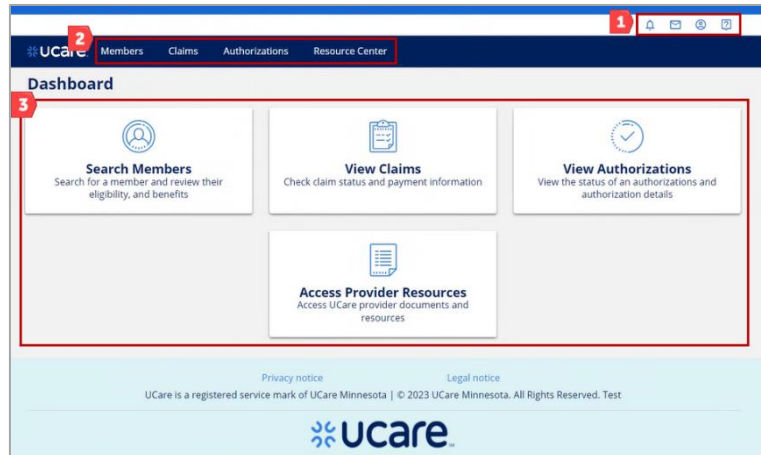 1
2
ucare
Members Claims Authorizations Resource Center
Dashboard
3
Search Members
Search for a member and review their
eligibility, and benefits
View Claims
Check claim status and payment information
View Authorizations
View the status of an authorizations and
authorization details
Access Provider Resources
Access UCare provider documents and
resources
Privacy notice Legal notice
UCare is a registered service mark of UCare Minnesota | © 2023 UCare Minnesota. All Rights Reserved. Test
ucare